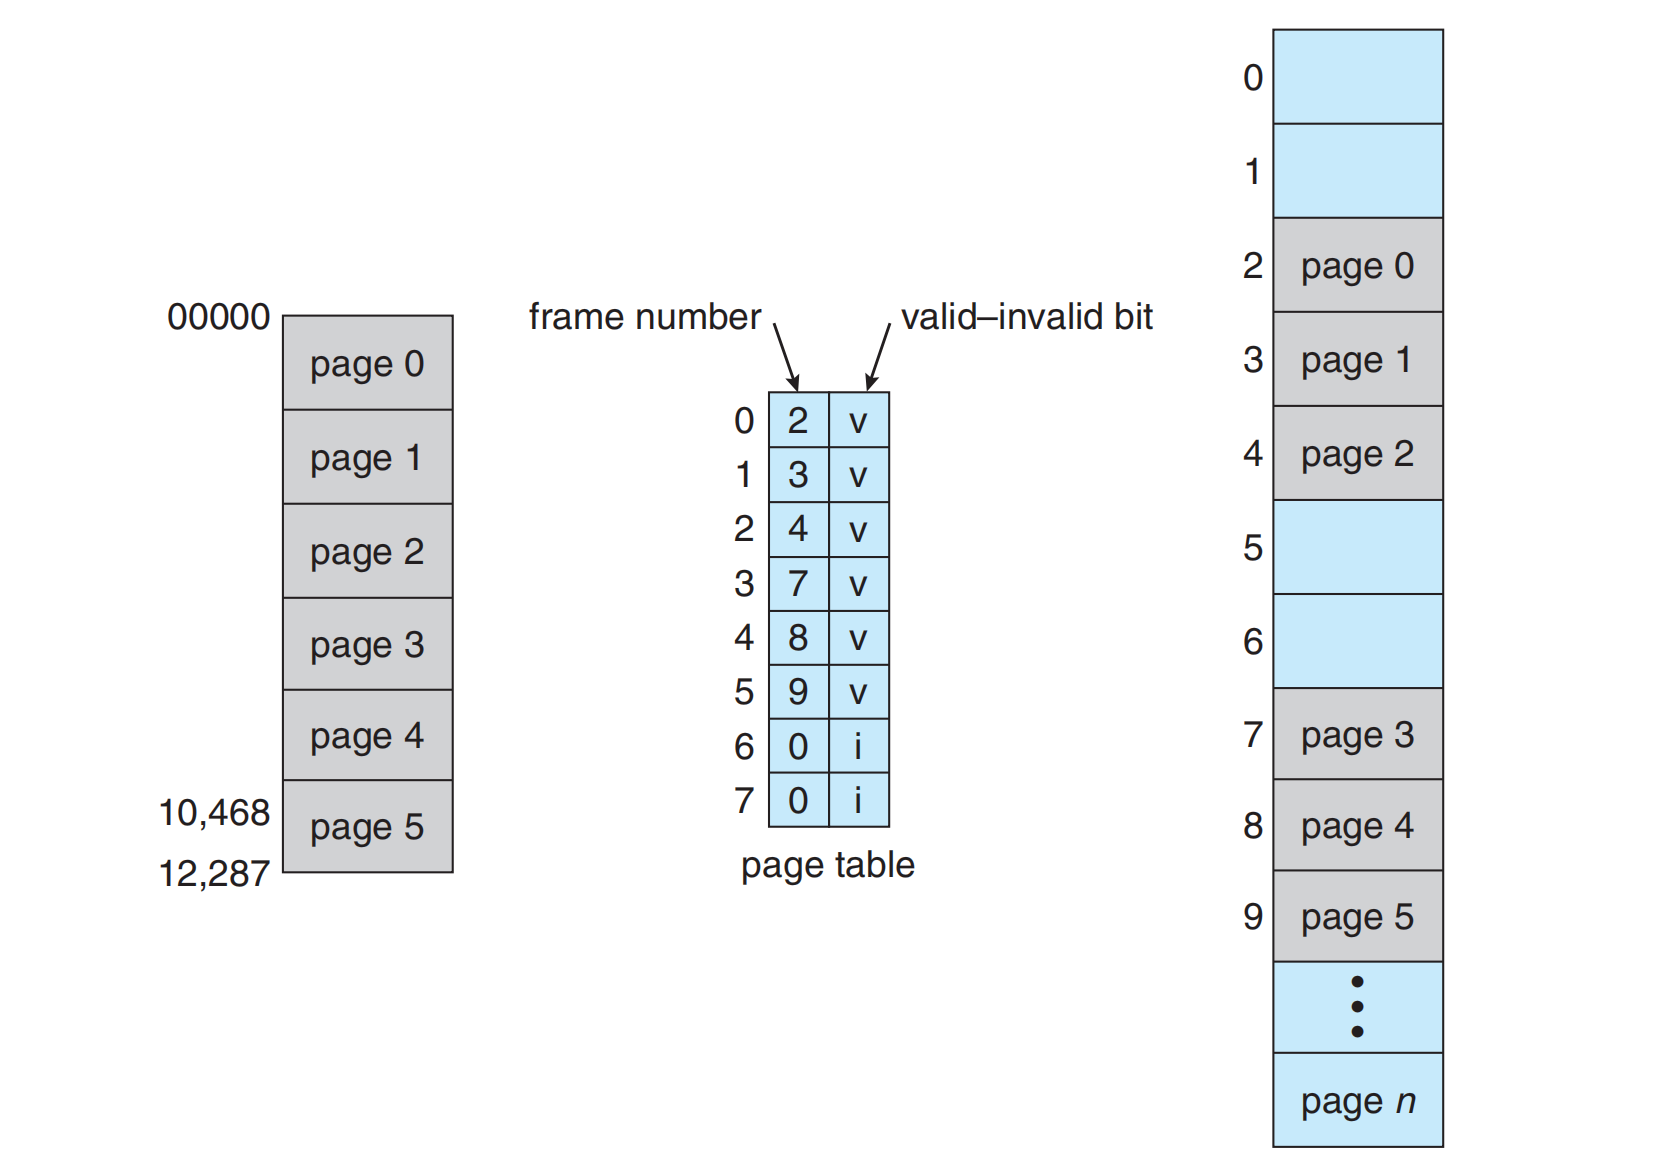 00000
page 0
page 1
page 2
page 3
page 4
10,468
page 5
12,287
frame number
valid–invalid bit
0 2 v
1 3 v
2 4 v
3 7 v
4 8 v
5 9 v
6 0 i
7 0 i
page table
0
1
2 page 0
3 page 1
4 page 2
5
6
7 page 3
8 page 4
9 page 5
page n